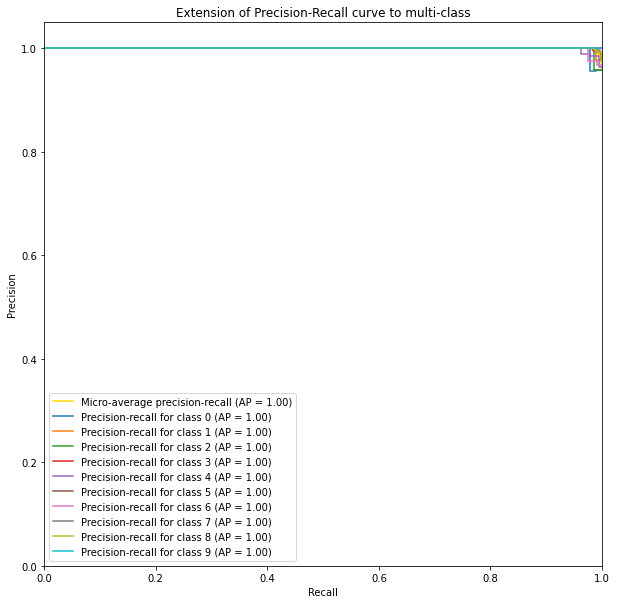 Extension of Precision-Recall curve to multi-class
1.0
0.8
0.6
0.4
0.2
0.0
Precision
Micro-average precision-recall (AP = 1.00)
Precision-recall for class 0 (AP = 1.00)
Precision-recall for class 1 (AP = 1.00)
Precision-recall for class 2 (AP = 1.00)
Precision-recall for class 3 (AP = 1.00)
Precision-recall for class 4 (AP = 1.00)
Precision-recall for class 5 (AP = 1.00)
Precision-recall for class 6 (AP = 1.00)
Precision-recall for class 7 (AP = 1.00)
Precision-recall for class 8 (AP = 1.00)
Precision-recall for class 9 (AP = 1.00)
0.0 0.2 0.4 0.6 0.8 1.0
Recall